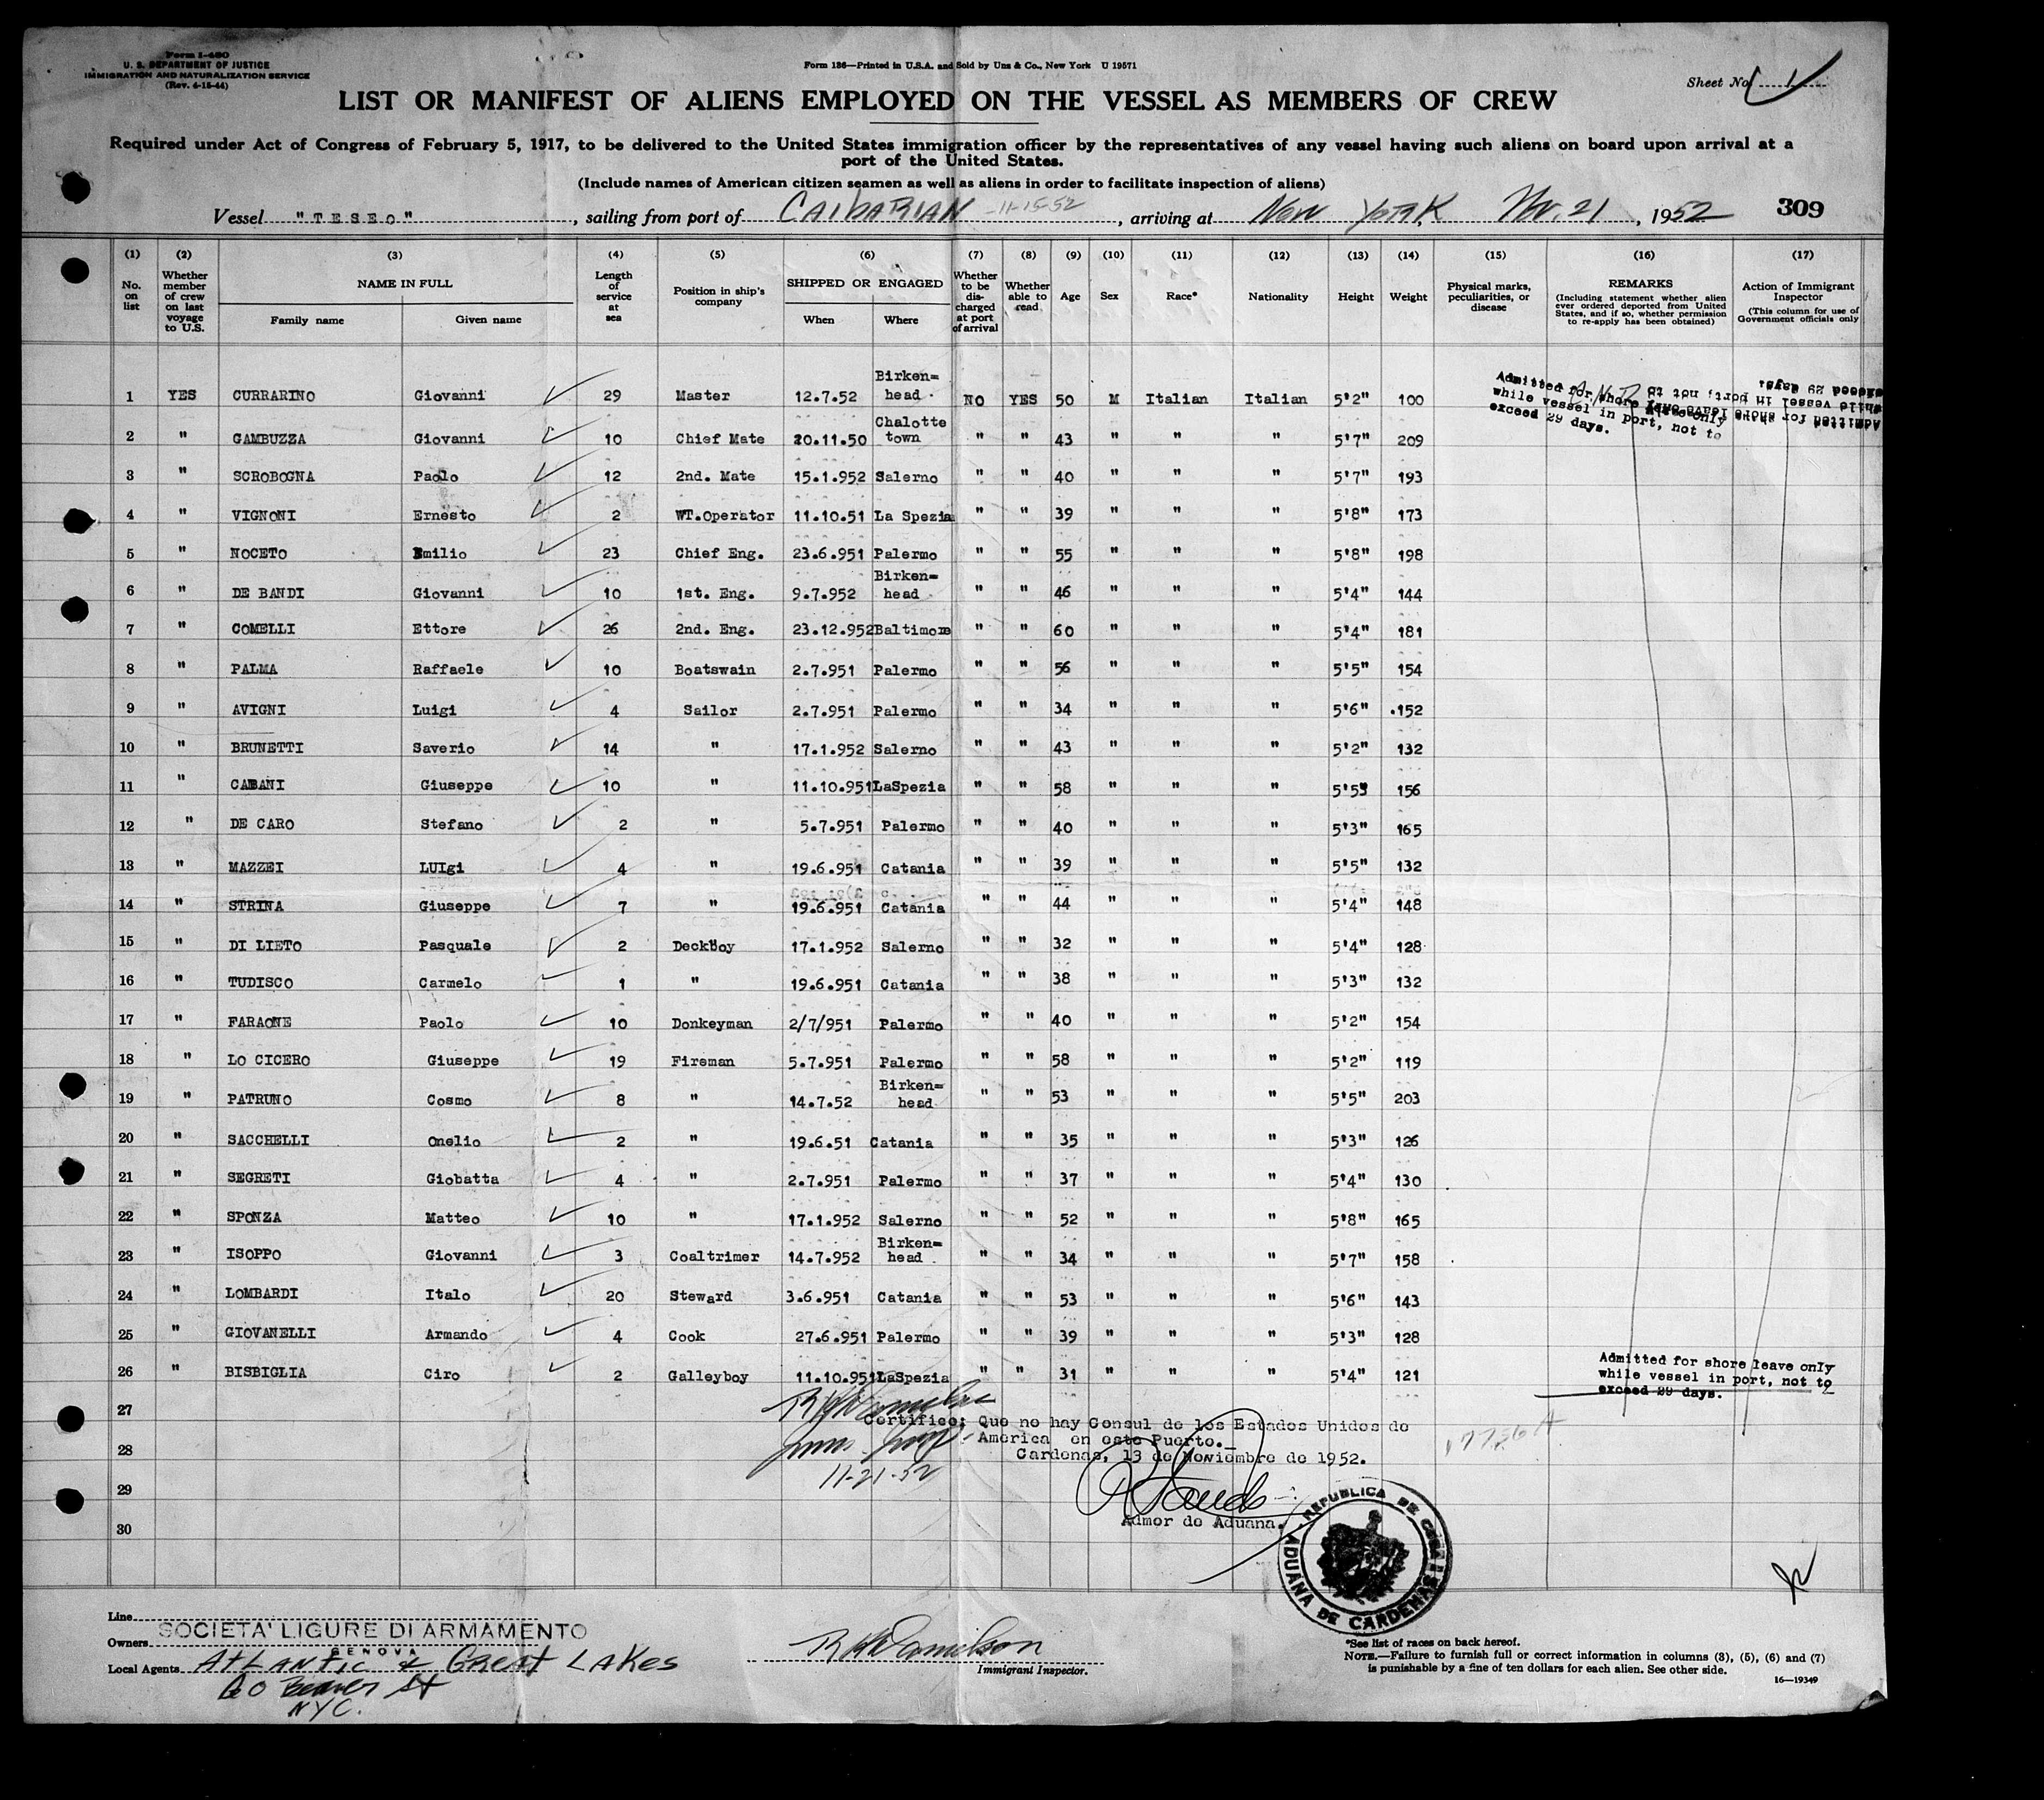 Form I-480
U. S. DEPARTMENT OF JUSTICE
IMMIGRATION AND NATURALIZATION SERVICE
(Rev. 4-15-44)
Form 136—Printed in U.S.A. and Sold by Unz & Co., New York U 19571
Sheet No. 1
LIST OR MANIFEST OF ALIENS EMPLOYED ON THE VESSEL AS MEMBERS OF CREW
Required under Act of Congress of February 5, 1917, to be delivered to the United States immigration officer by the representatives of any vessel having such aliens on board upon arrival at a
port of the United States.
(Include names of American citizen seamen as well as aliens in order to facilitate inspection of aliens)
Vessel "TESEO", sailing from port of CAIBARIAN 11-15-52, arriving at New York, Nov. 21, 1952 309
(1) (2) (3) (4) (5) (6) (7) (8) (9) (10) (11) (12) (13) (14) (15) (16) (17)
No. on list
Whether member of crew on last voyage to U.S.
NAME IN FULL
Family name
Given name
Length of service at sea
Position in ship's company
SHIPPED OR ENGAGED
When
Where
Whether to be discharged at port of arrival
Whether able to read
Age
Sex
Race*
Nationality
Height
Weight
Physical marks, peculiarities, or disease
REMARKS
(Including statement whether alien ever ordered deported from United States, and if so, whether permission to re-apply has been obtained)
Action of Immigrant Inspector
(This column for use of Government officials only
1 YES CURRARINO Giovanni 29 Master 12.7.52 Birken=head NO YES 50 M Italian Italian 5'2" 100
2 " GAMBUZZA Giovanni 10 Chief Mate 20.11.50 Chalotte town " " 43 " " " 5'7" 209
3 " SCROBOGNA Paolo 12 2nd. Mate 15.1.952 Salerno " " 40 " " " 5'7" 193
4 " VIGNONI Ernesto 2 WT.Operator 11.10.51 La Spezia " " 39 " " " 5'8" 173
5 " NOCETO Emilio 23 Chief Eng. 23.6.951 Palermo " " 55 " " " 5'8" 198
6 " DE BANDI Giovanni 10 1st. Eng. 9.7.952 Birken=head " " 46 " " " 5'4" 144
7 " COMELLI Ettore 26 2nd. Eng. 23.12.952 Baltimore " " 60 " " " 5'4" 181
8 " PALMA Raffaele 10 Boatswain 2.7.951 Palermo " " 56 " " " 5'5" 154
9 " AVIGNI Luigi 4 Sailor 2.7.951 Palermo " " 34 " " " 5'6" .152
10 " BRUNETTI Saverio 14 " 17.1.952 Salerno " " 43 " " " 5'2" 132
11 " CABANI Giuseppe 10 " 11.10.951 LaSpezia " " 58 " " " 5'5" 156
12 " DE CARO Stefano 2 " 5.7.951 Palermo " " 40 " " " 5'3" 165
13 " MAZZEI LUIgi 4 " 19.6.951 Catania " " 39 " " " 5'5" 132
14 " STRINA Giuseppe 7 " 19.6.951 Catania " " 44 " " " 5'4" 148
15 " DI LIETO Pasquale 2 Deckboy 17.1.952 Salerno " " 32 " " " 5'4" 128
16 " TUDISCO Carmelo 1 " 19.6.951 Catania " " 38 " " " 5'3" 132
17 " FARAONE Paolo 10 Donkeyman 2/7/951 Palermo " " 40 " " " 5'2" 154
18 " LO CICERO Giuseppe 19 Fireman 5.7.951 Palermo " " 58 " " " 5'2" 119
19 " PATRUNO Cosmo 8 " 14.7.52 Birken=head " " 53 " " " 5'5" 203
20 " SACCHELLI Onelio 2 " 19.6.51 Catania " " 35 " " " 5'3" 126
21 " SEGRETI Giobatta 4 " 2.7.951 Palermo " " 37 " " " 5'4" 130
22 " SPONZA Matteo 10 " 17.1.952 Salerno " " 52 " " " 5'8" 165
23 " ISOPPO Giovanni 3 Coaltrimer 14.7.952 Birken=head " " 34 " " " 5'7" 158
24 " LOMBARDI Italo 20 Steward 3.6.951 Catania " " 53 " " " 5'6" 143
25 " GIOVANELLI Armando 4 Cook 27.6.951 Palermo " " 39 " " " 5'3" 128
26 " BISBIGLIA Ciro 2 Galleyboy 11.10.951 LaSpezia " " 31 " " " 5'4" 121
27
28
29
30
Admitted for shore leave only
while vessel in port, not to
exceed 29 days.
Admitted for shore leave only
while vessel in port, not to
exceed 29 days.
Admitted for shore leave only
while vessel in port, not to
exceed 29 days.
Certifico: Que no hay Consul de los Estados Unidos de
America en este Puerto.
Cardenas, 13 de Noviembre de 1952.
11-21-52
Admor de Aduana.
REPUBLICA DE CUBA
ADUANA DE CARDENAS
Line
Owners SOCIETA' LIGURE DI ARMAMENTO
GENOVA
Local Agents Atlantic & Great Lakes
60 Beaver St
NYC.
Immigrant Inspector.
*See list of races on back hereof.
NOTE.—Failure to furnish full or correct information in columns (3), (5), (6) and (7)
is punishable by a fine of ten dollars for each alien. See other side.
16—19349